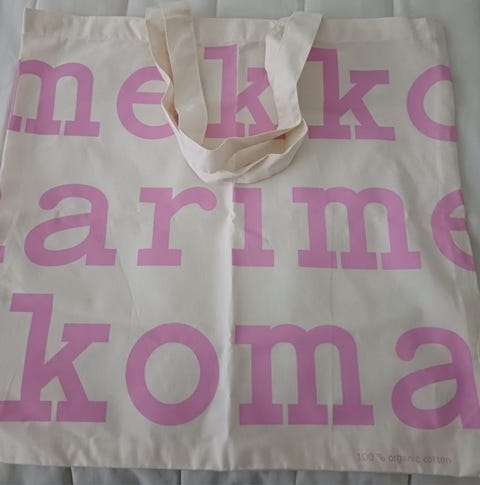 mekko
arime
koma
100 % organic cotton